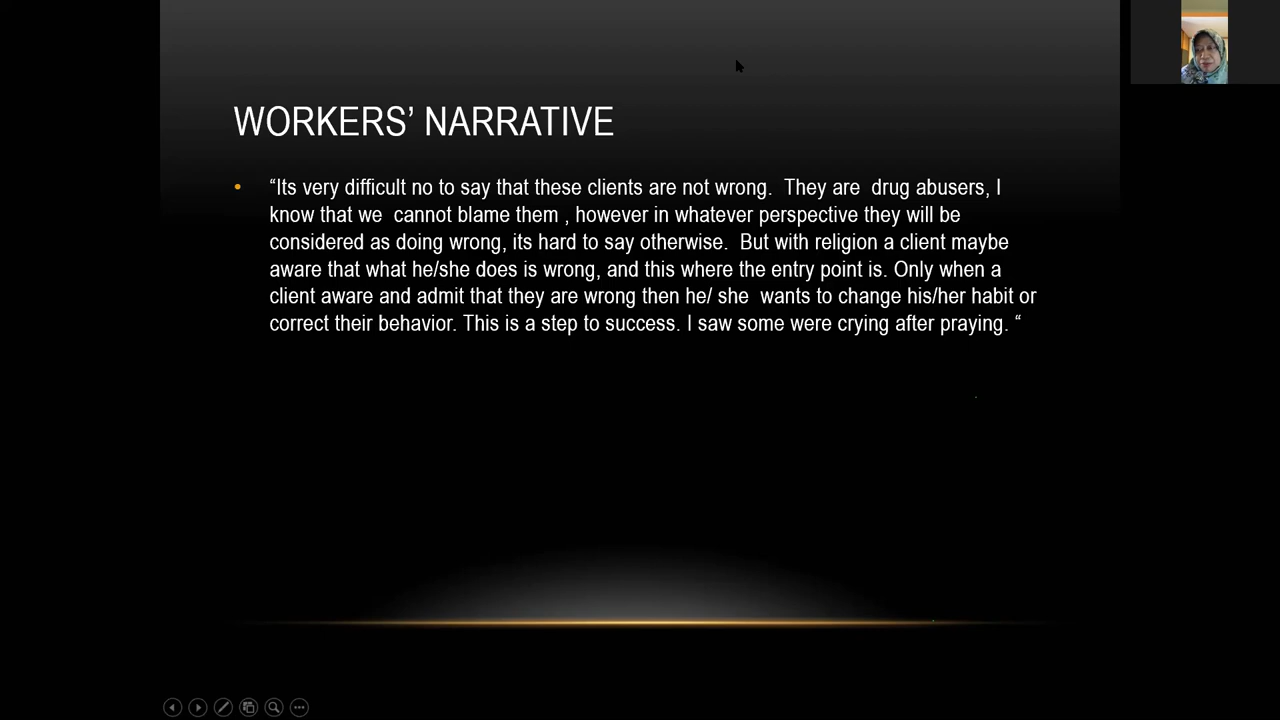 WORKERS’ NARRATIVE
• “Its very difficult no to say that these clients are not wrong.  They are  drug abusers, I
know that we  cannot blame them , however in whatever perspective they will be
considered as doing wrong, its hard to say otherwise.  But with religion a client maybe
aware that what he/she does is wrong, and this where the entry point is. Only when a
client aware and admit that they are wrong then he/ she  wants to change his/her habit or
correct their behavior. This is a step to success. I saw some were crying after praying. “